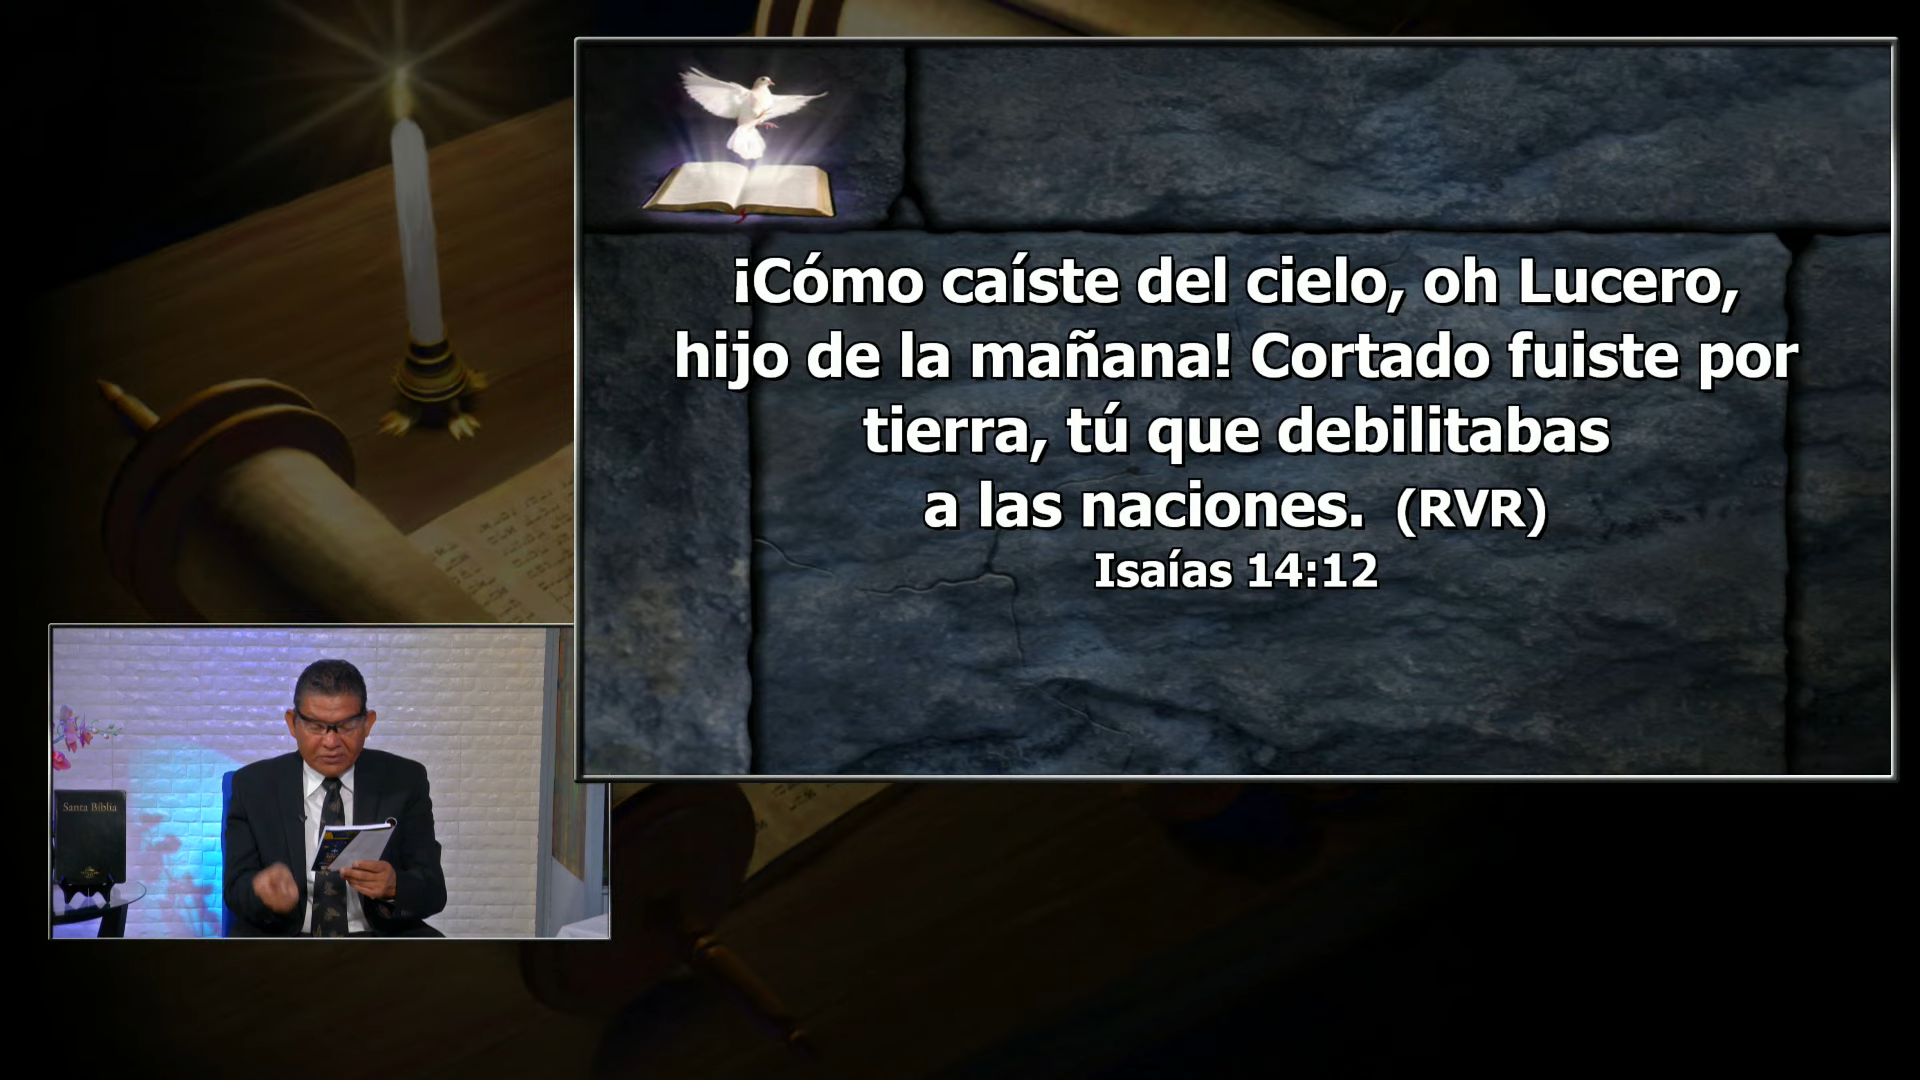 ¡Cómo caíste del cielo, oh Lucero,
hijo de la mañana! Cortado fuiste por
tierra, tú que debilitabas
a las naciones. (RVR)
Isaías 14:12
Santa Biblia